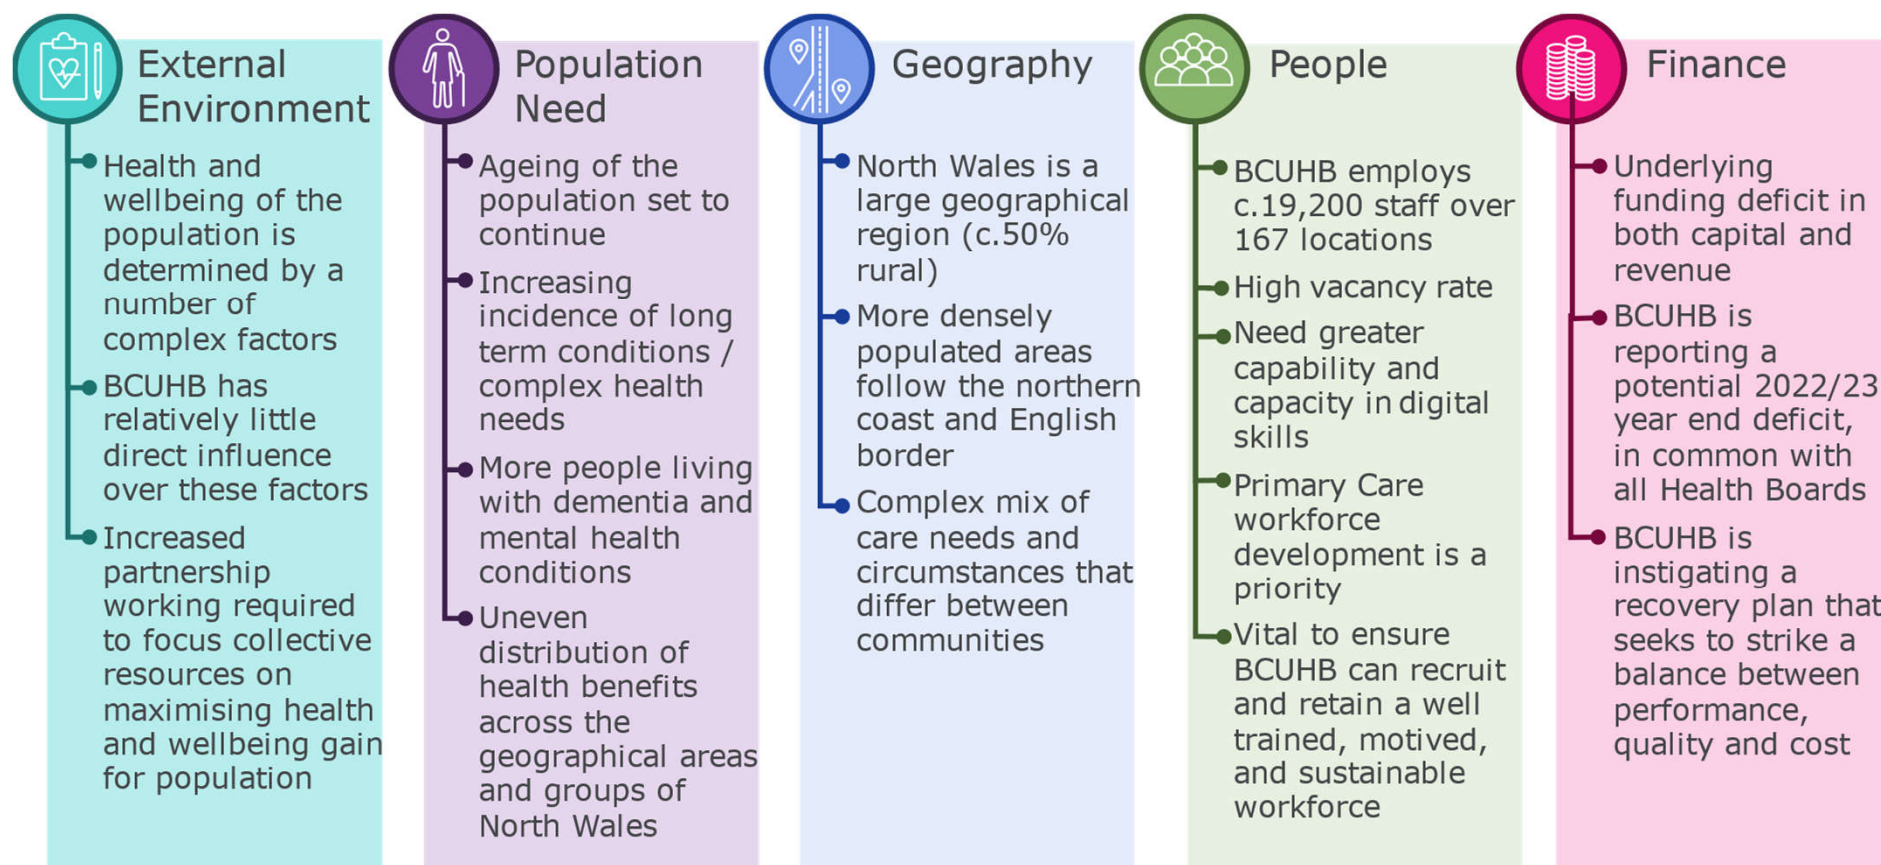 External
Environment
Health and
wellbeing of the
population is
determined by a
number of
complex factors
BCUHB has
relatively little
direct influence
over these factors
Increased
partnership
working required
to focus collective
resources on
maximising health
and wellbeing gain
for population
Population
Need
Ageing of the
population set to
continue
Increasing
incidence of long
term conditions /
complex health
needs
More people living
with dementia and
mental health
conditions
Uneven
distribution of
health benefits
across the
geographical areas
and groups of
North Wales
Geography
North Wales is a
large geographical
region (c.50%
rural)
More densely
populated areas
follow the northern
coast and English
border
Complex mix of
care needs and
circumstances that
differ between
communities
People
BCUHB employs
c.19,200 staff over
167 locations
High vacancy rate
Need greater
capability and
capacity in digital
skills
Primary Care
workforce
development is a
priority
Vital to ensure
BCUHB can recruit
and retain a well
trained, motived,
and sustainable
workforce
Finance
Underlying
funding deficit in
both capital and
revenue
BCUHB is
reporting a
potential 2022/23
year end deficit,
in common with
all Health Boards
BCUHB is
instigating a
recovery plan that
seeks to strike a
balance between
performance,
quality and cost